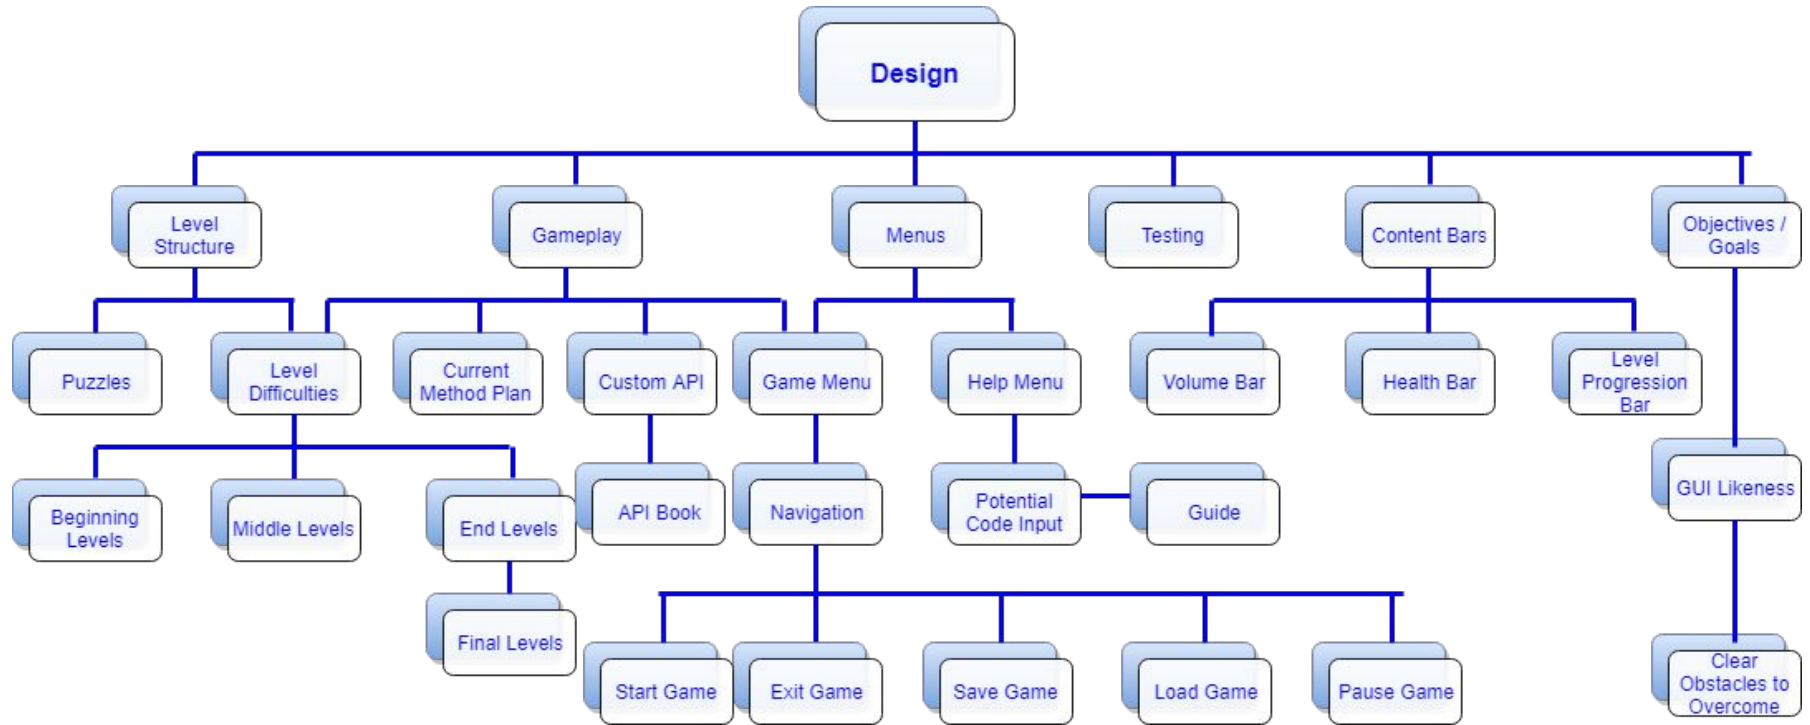 Design
Level
Structure
Gameplay
Menus
Testing
Content Bars
Objectives /
Goals
Puzzles
Level
Difficulties
Current
Method Plan
Custom API
Game Menu
Help Menu
Volume Bar
Health Bar
Level
Progression
Bar
Beginning
Levels
Middle Levels
End Levels
API Book
Navigation
Potential
Code Input
Guide
GUI Likeness
Final Levels
Start Game
Exit Game
Save Game
Load Game
Pause Game
Clear
Obstacles to
Overcome